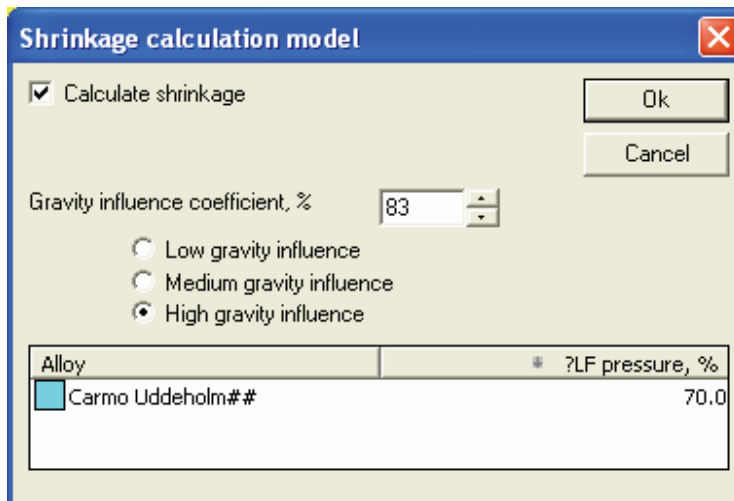 Shrinkage calculation model
Calculate shrinkage
Ok
Cancel
Gravity influence coefficient, % 83
Low gravity influence
Medium gravity influence
High gravity influence
Alloy ?LF pressure, %
Carmo Uddeholm## 70.0